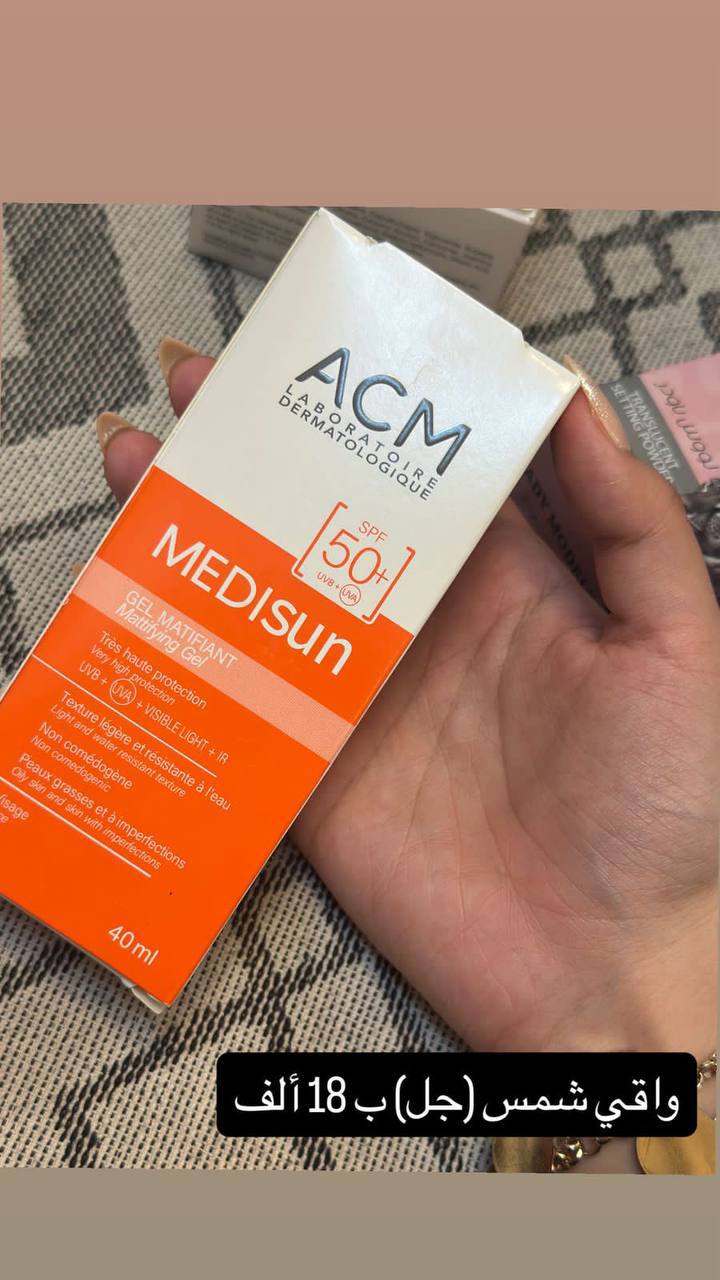 ACM
LABORATOIRE
DERMATOLOGIQUE
SPF
50+
UVB + UVA
MEDISun
GEL MATIFIANT
Mattifying Gel
Très haute protection
Very high protection
UVB + UVA + VISIBLE LIGHT + IR
Texture légère et résistante à l'eau
Light and water resistant texture
Non comédogène
Non comedogenic
Peaux grasses et à imperfections
Oily skin and skin with imperfections
40 ml
TRANSLUCENT
SETTING POWDER
واقي شمس (جل) ب 18 ألف